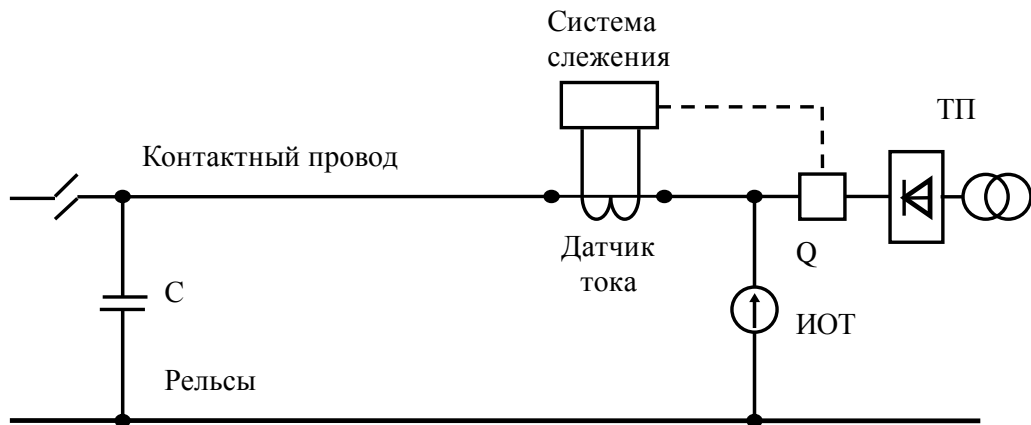 Система
слежения
ТП
Контактный провод
Датчик
тока
Q
С
ИОТ
Рельсы